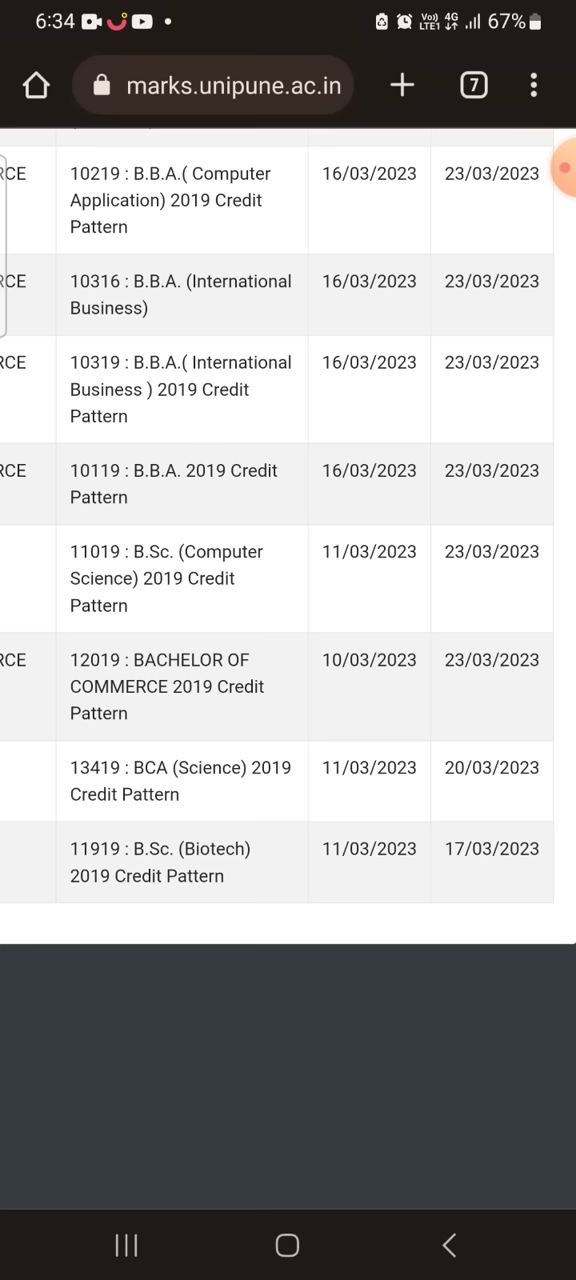 6:34
Vo)) 4G
LTE1
67%
marks.unipune.ac.in
7
RCE 10219 : B.B.A.( Computer 16/03/2023 23/03/2023
Application) 2019 Credit
Pattern
RCE 10316 : B.B.A. (International 16/03/2023 23/03/2023
Business)
RCE 10319 : B.B.A.( International 16/03/2023 23/03/2023
Business ) 2019 Credit
Pattern
RCE 10119 : B.B.A. 2019 Credit 16/03/2023 23/03/2023
Pattern
11019 : B.Sc. (Computer 11/03/2023 23/03/2023
Science) 2019 Credit
Pattern
RCE 12019 : BACHELOR OF 10/03/2023 23/03/2023
COMMERCE 2019 Credit
Pattern
13419 : BCA (Science) 2019 11/03/2023 20/03/2023
Credit Pattern
11919 : B.Sc. (Biotech) 11/03/2023 17/03/2023
2019 Credit Pattern